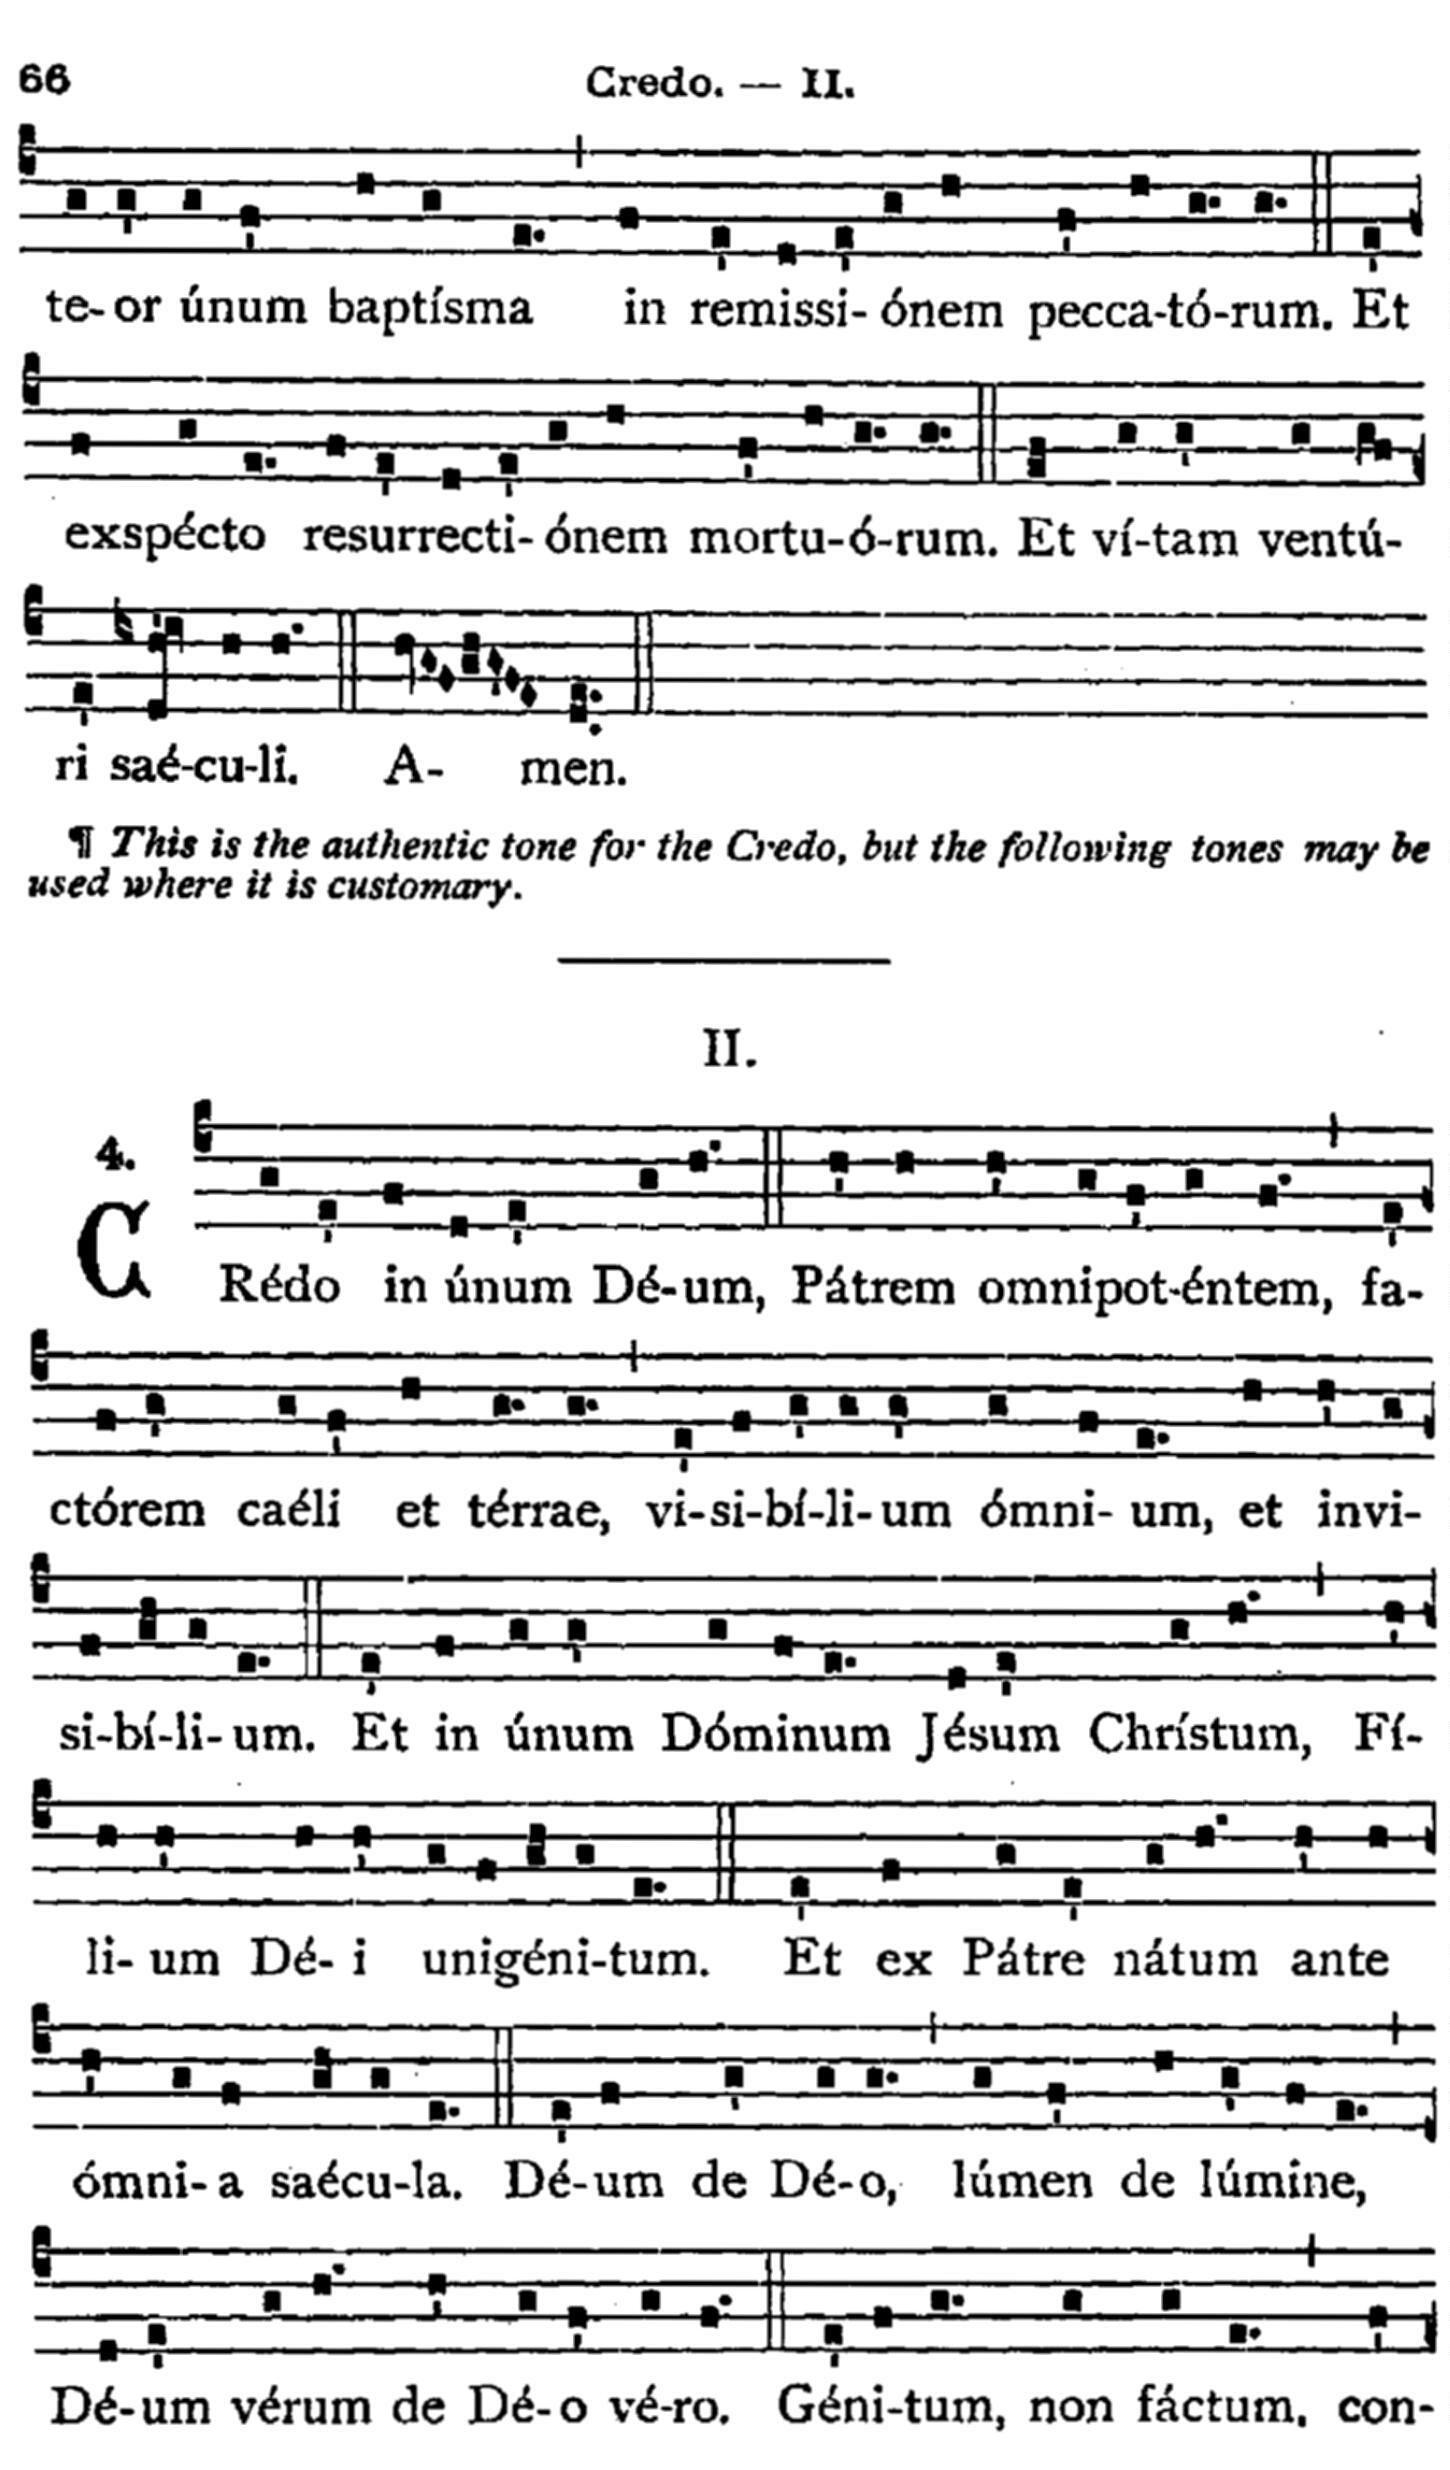 66
Credo. — II.
te- or únum baptísma in remissi- ónem pecca-tó-rum. Et
exspécto resurrecti- ónem mortu-ó-rum. Et ví-tam ventú-
ri saé-cu-li. A- men.
¶ This is the authentic tone for the Credo, but the following tones may be
used where it is customary.
II.
4.
CRédo in únum Dé-um, Pátrem omnipot-éntem, fa-
ctórem caéli et térrae, vi-si-bí-li-um ómni- um, et invi-
si-bí-li-um. Et in únum Dóminum Jésum Chrístum, Fí-
li- um Dé- i unigéni-tum. Et ex Pátre nátum ante
ómni- a saécu-la. Dé-um de Dé-o, lúmen de lúmine,
Dé-um vérum de Dé-o vé-ro. Géni-tum, non fáctum, con-